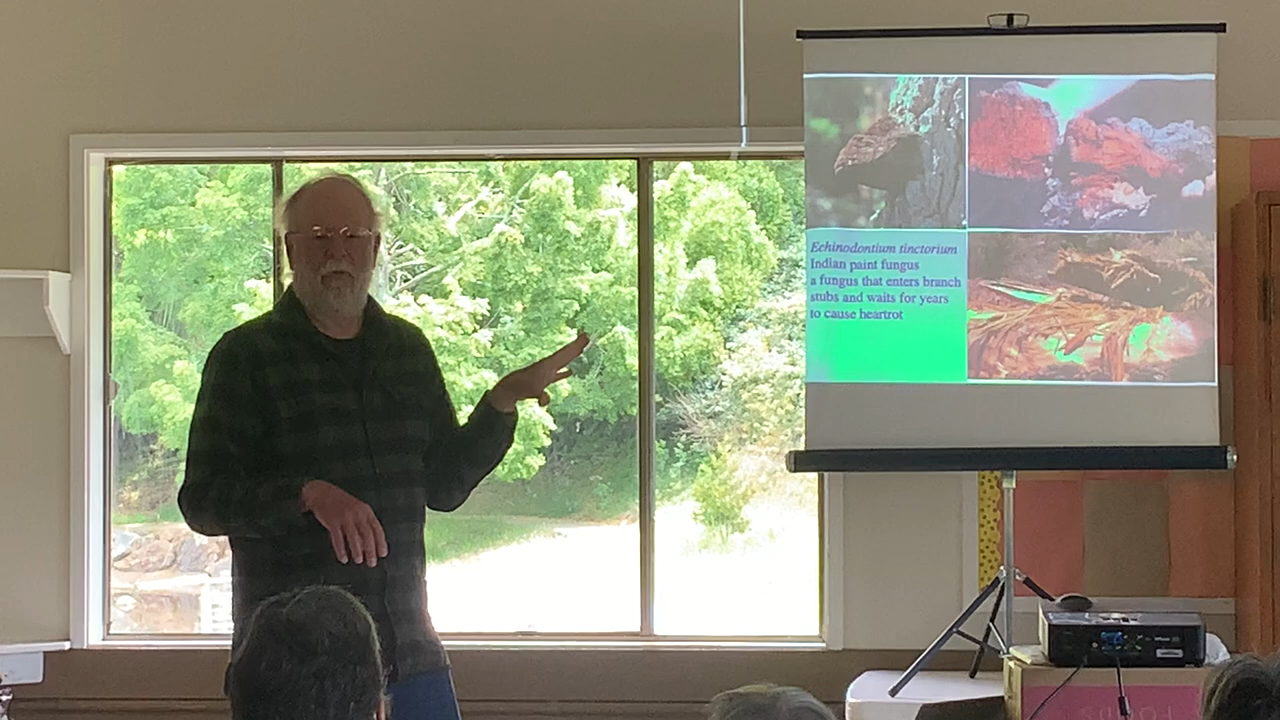 Echinodontium tinctorium
Indian paint fungus
a fungus that enters branch
stubs and waits for years
to cause heartrot